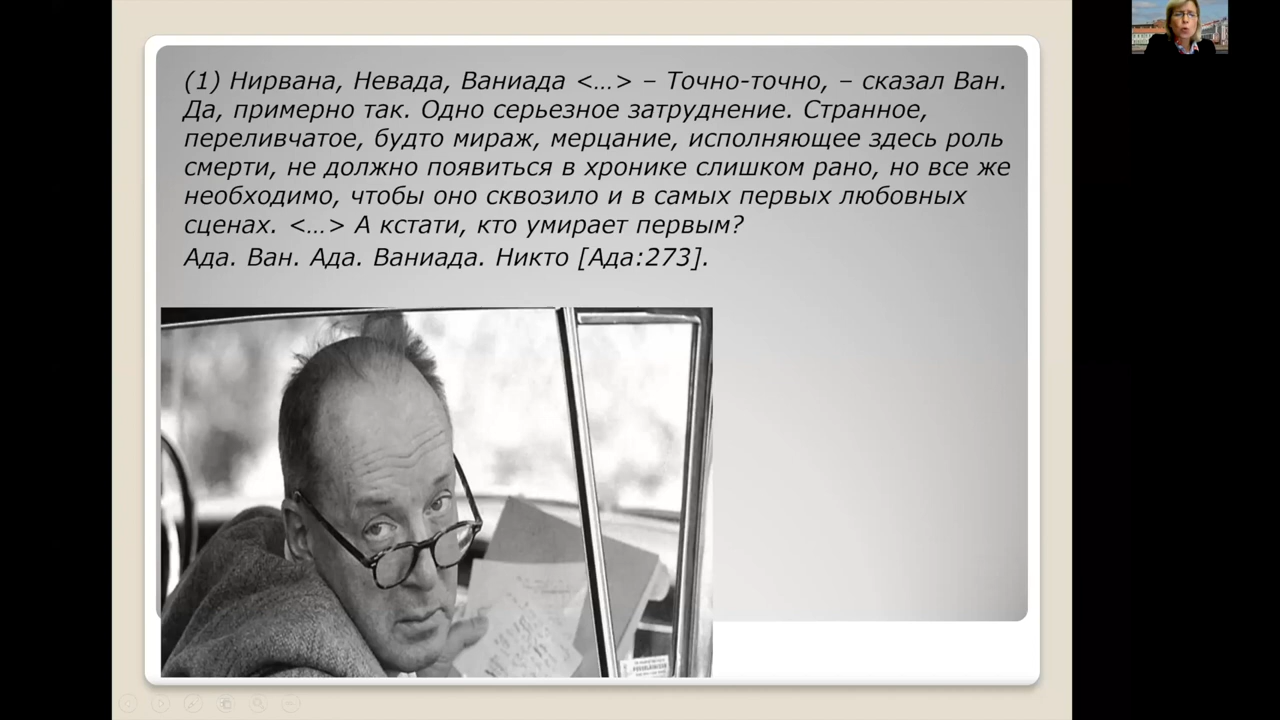 (1) Нирвана, Невада, Ваниада <...> – Точно-точно, – сказал Ван.
Да, примерно так. Одно серьезное затруднение. Странное,
переливчатое, будто мираж, мерцание, исполняющее здесь роль
смерти, не должно появиться в хронике слишком рано, но все же
необходимо, чтобы оно сквозило и в самых первых любовных
сценах. <...> А кстати, кто умирает первым?
Ада. Ван. Ада. Ваниада. Никто [Ада:273].